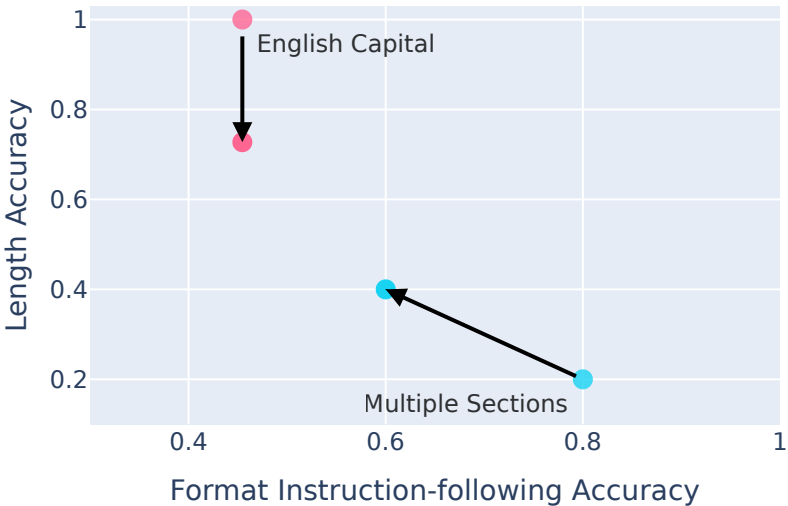 1
English Capital
0.8
0.6
0.4
0.2
Multiple Sections
0.4
0.6
0.8
1
Length Accuracy
Format Instruction-following Accuracy